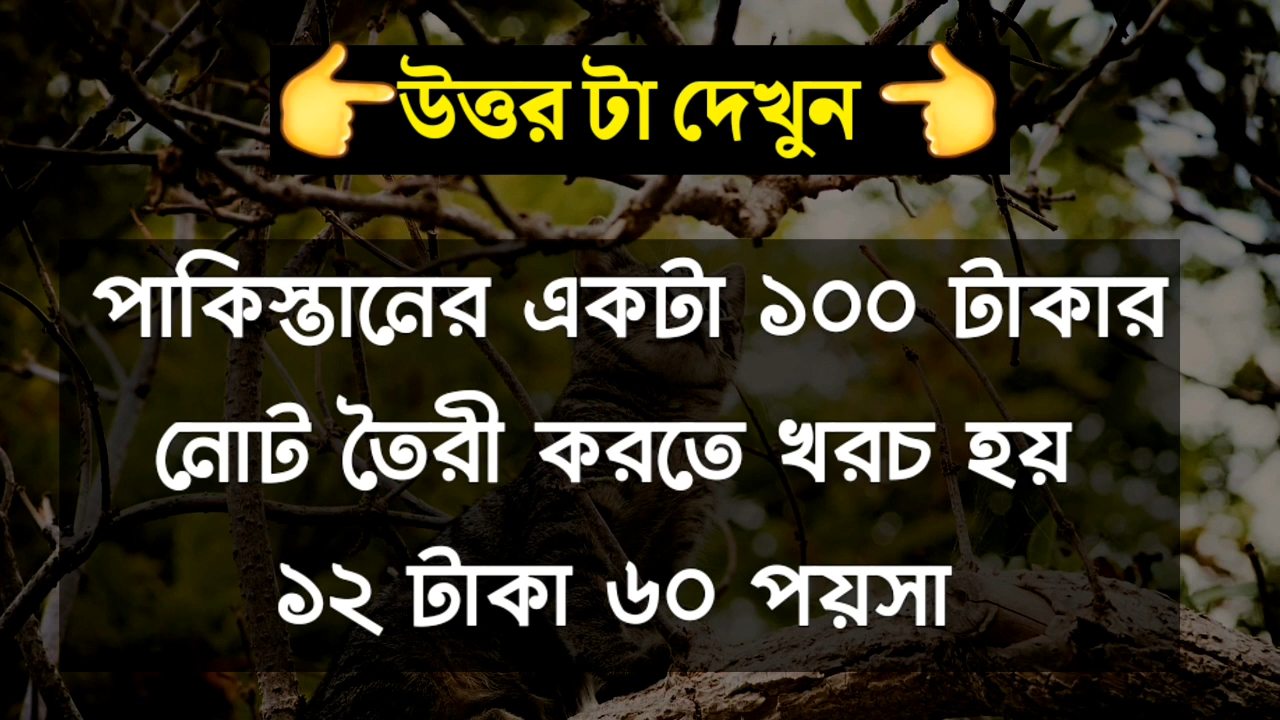 👉উত্তর টা দেখুন 👈
পাকিস্তানের একটা ১০০ টাকার
নোট তৈরী করতে খরচ হয়
১২ টাকা ৬০ পয়সা